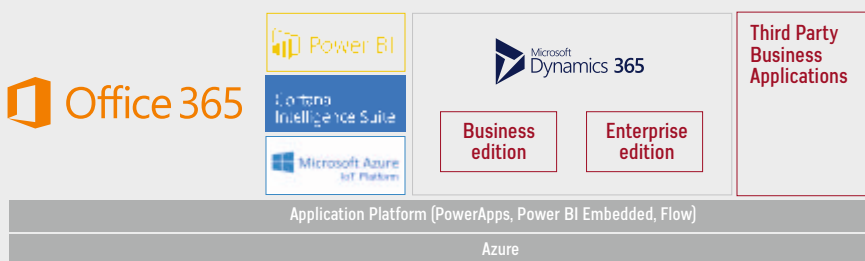 Office 365
Power BI
Cortana
Intelligence Suite
Microsoft Azure
IoT Platform
Microsoft
Dynamics 365
Business
edition
Enterprise
edition
Third Party
Business
Applications
Application Platform (PowerApps, Power BI Embedded, Flow)
Azure